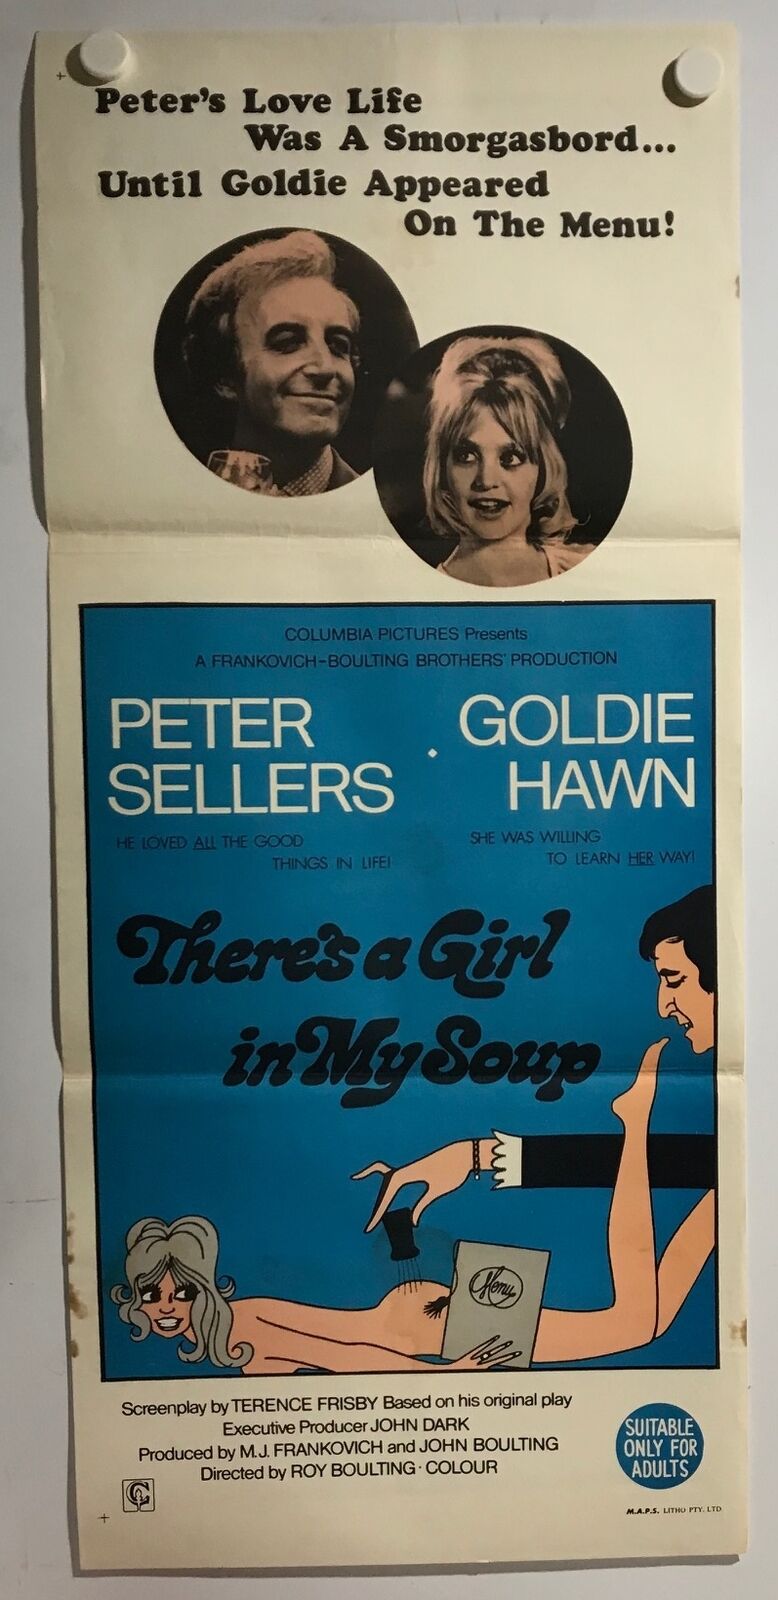 Peter's Love Life
Was A Smorgasbord...
Until Goldie Appeared
On The Menu!
COLUMBIA PICTURES Presents
A FRANKOVICH-BOULTING BROTHERS' PRODUCTION
PETER
SELLERS
·
GOLDIE
HAWN
HE LOVED ALL THE GOOD
THINGS IN LIFE!
SHE WAS WILLING
TO LEARN HER WAY!
There's a Girl
in My Soup
Menu
Screenplay by TERENCE FRISBY Based on his original play
Executive Producer JOHN DARK
Produced by M.J. FRANKOVICH and JOHN BOULTING
Directed by ROY BOULTING · COLOUR
SUITABLE
ONLY FOR
ADULTS
M.A.P.S. LITHO PTY. LTD